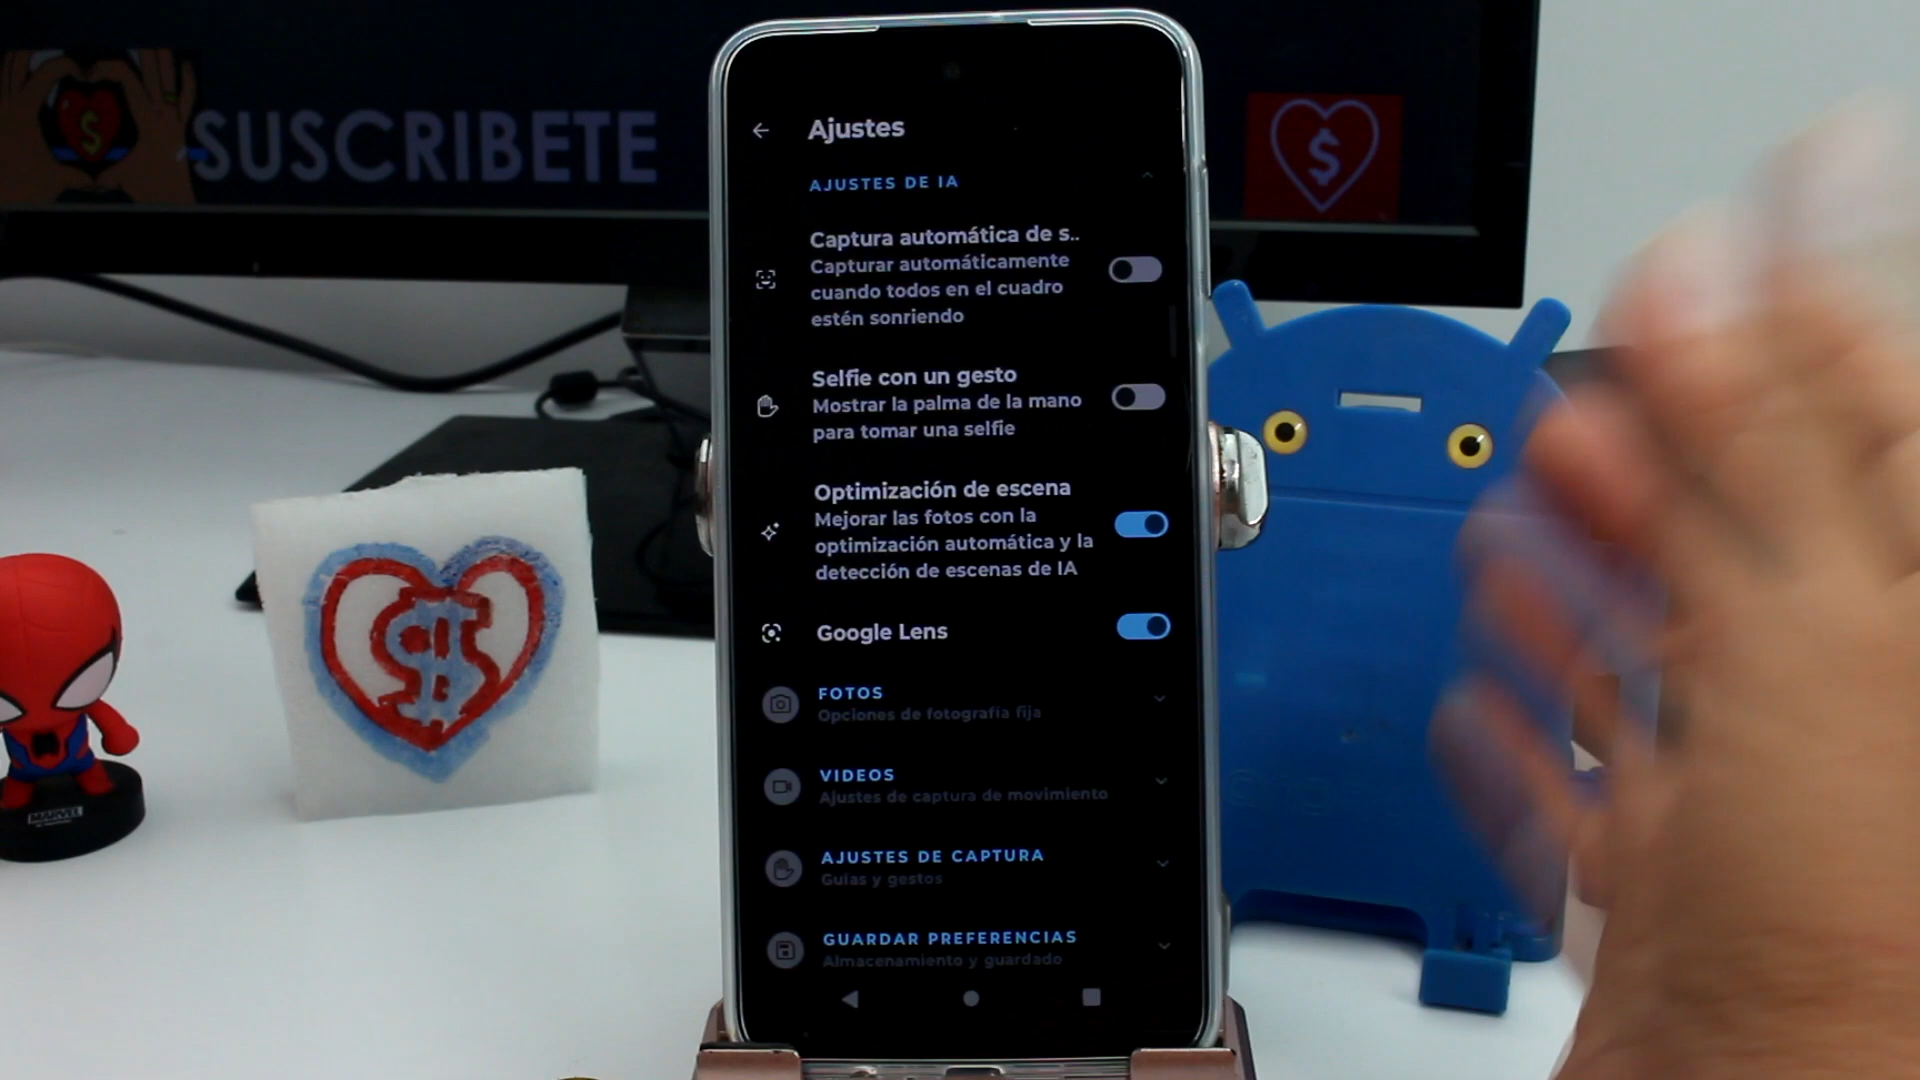 SUSCRIBETE
$
$
Ajustes
AJUSTES DE IA
Captura automática de s..
Capturar automáticamente
cuando todos en el cuadro
estén sonriendo
Selfie con un gesto
Mostrar la palma de la mano
para tomar una selfie
Optimización de escena
Mejorar las fotos con la
optimización automática y la
detección de escenas de IA
Google Lens
FOTOS
Opciones de fotografía fija
VIDEOS
Ajustes de captura de movimiento
AJUSTES DE CAPTURA
Guías y gestos
GUARDAR PREFERENCIAS
Almacenamiento y guardado
$
MARVEL